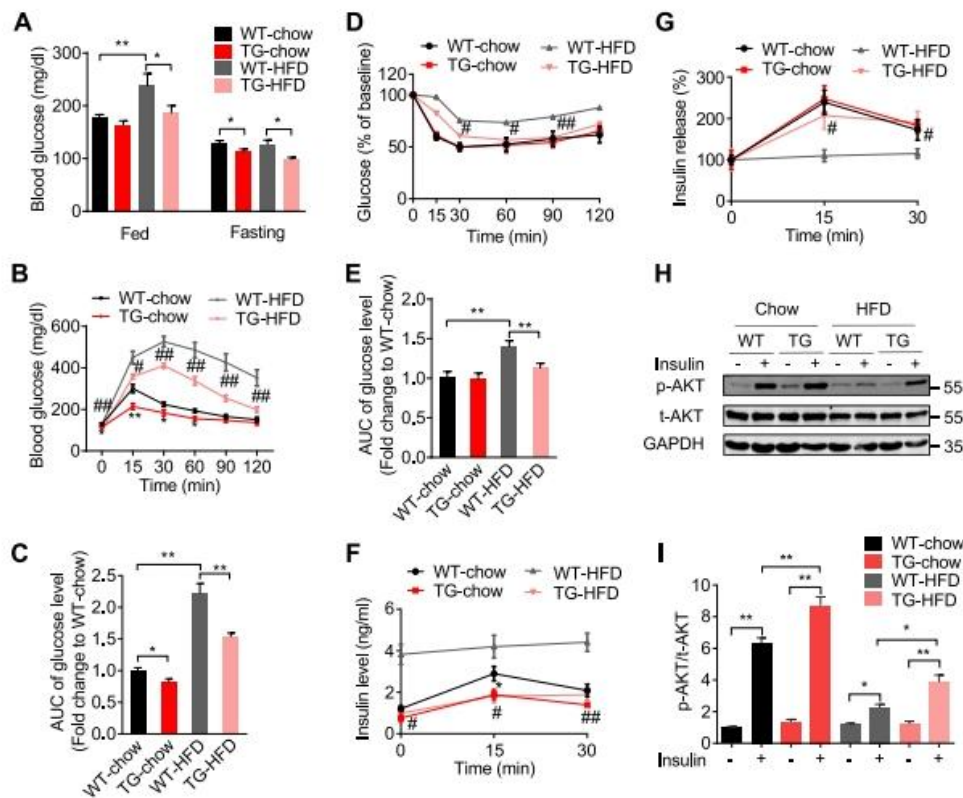 A
WT-chow
TG-chow
WT-HFD
TG-HFD
** *
* *
Blood glucose (mg/dl)
300
200
100
0
Fed Fasting
B
WT-chow WT-HFD
TG-chow TG-HFD
Blood glucose (mg/dl)
600
400
200
0
## # ## ## ## ##
* ** * *
0 15 30 60 90 120
Time (min)
C
AUC of glucose level
(Fold change to WT-chow)
2.5
2.0
1.5
1.0
0.5
0.0
**
**
*
WT-chow TG-chow WT-HFD TG-HFD
D
WT-chow WT-HFD
TG-chow TG-HFD
Glucose (% of baseline)
150
100
50
0
# # ##
0 15 30 60 90 120
Time (min)
E
AUC of glucose level
(Fold change to WT-chow)
2.0
1.5
1.0
0.5
0.0
**
**
WT-chow TG-chow WT-HFD TG-HFD
F
WT-chow WT-HFD
TG-chow TG-HFD
Insulin level (ng/ml)
6
4
2
0
*
# # ##
0 15 30
Time (min)
G
WT-chow WT-HFD
TG-chow TG-HFD
Insulin release (%)
300
200
100
0
# #
0 15 30
Time (min)
H
Chow HFD
WT TG WT TG
Insulin - + - + - + - +
p-AKT 55
t-AKT 55
GAPDH 35
I
WT-chow
TG-chow
WT-HFD
TG-HFD
p-AKT/t-AKT
10
8
6
4
2
0
**
** **
*
* **
Insulin - + - + - + - +